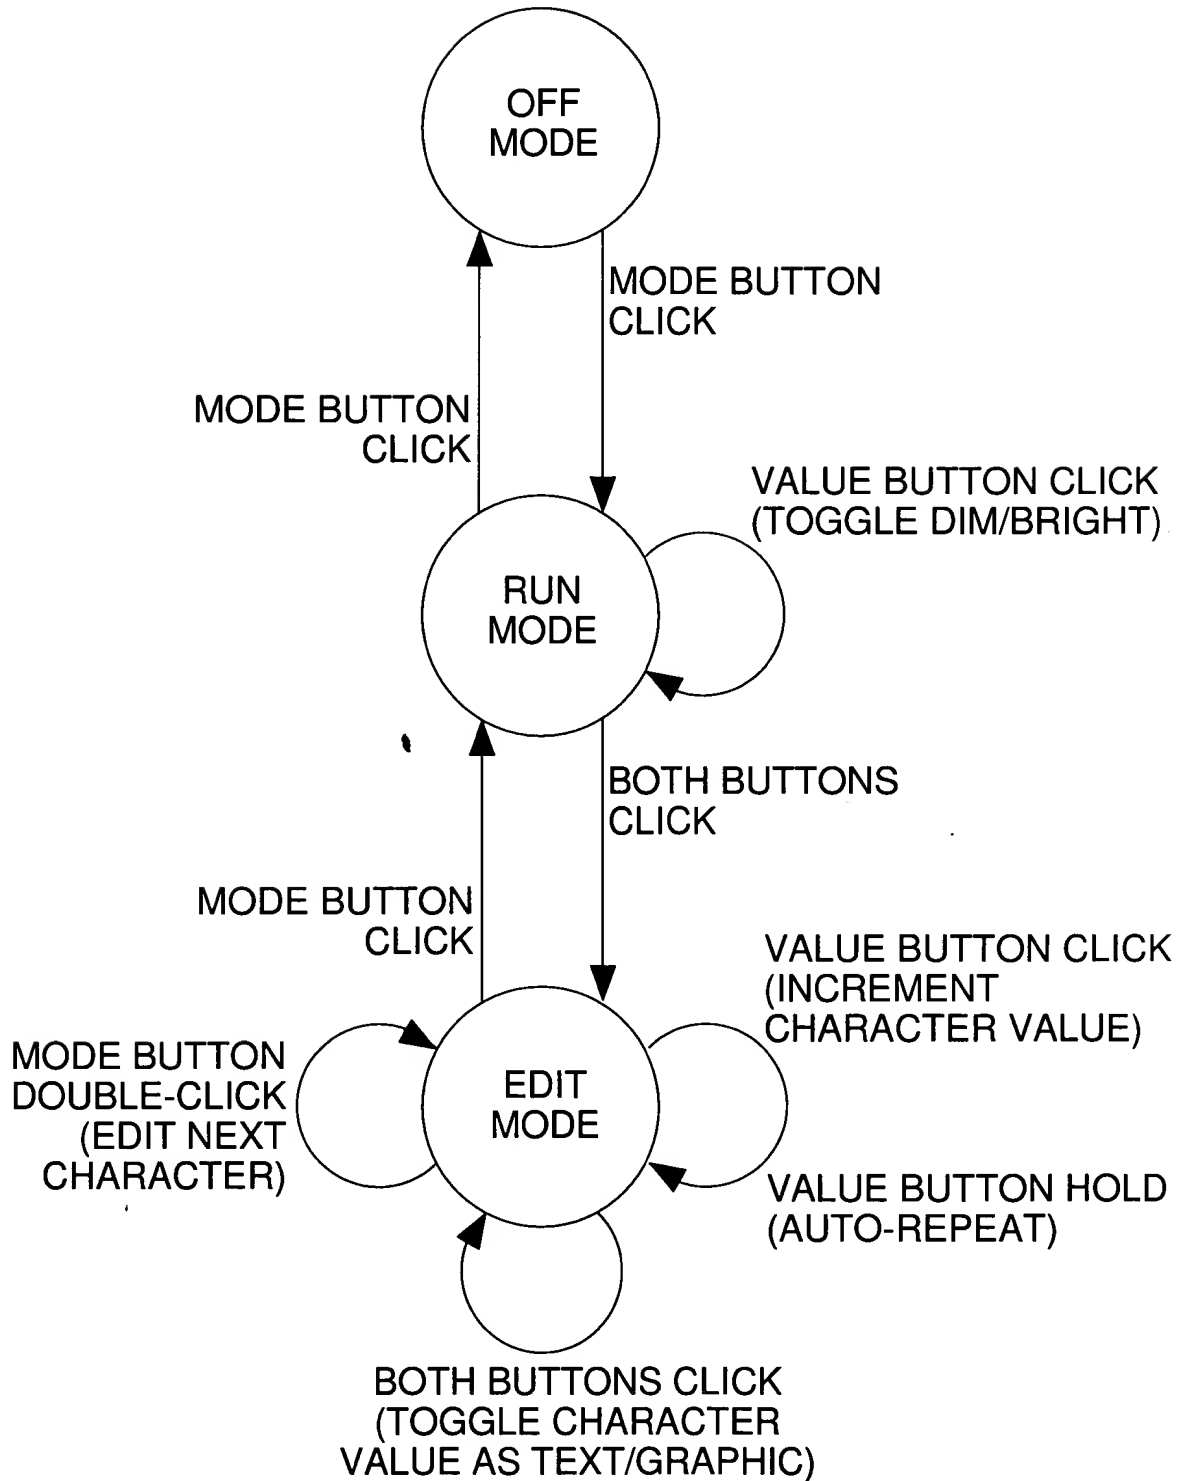 OFF
MODE
MODE BUTTON
CLICK
MODE BUTTON
CLICK
VALUE BUTTON CLICK
(TOGGLE DIM/BRIGHT)
RUN
MODE
BOTH BUTTONS
CLICK
MODE BUTTON
CLICK
VALUE BUTTON CLICK
(INCREMENT
CHARACTER VALUE)
MODE BUTTON
DOUBLE-CLICK
(EDIT NEXT
CHARACTER)
EDIT
MODE
VALUE BUTTON HOLD
(AUTO-REPEAT)
BOTH BUTTONS CLICK
(TOGGLE CHARACTER
VALUE AS TEXT/GRAPHIC)